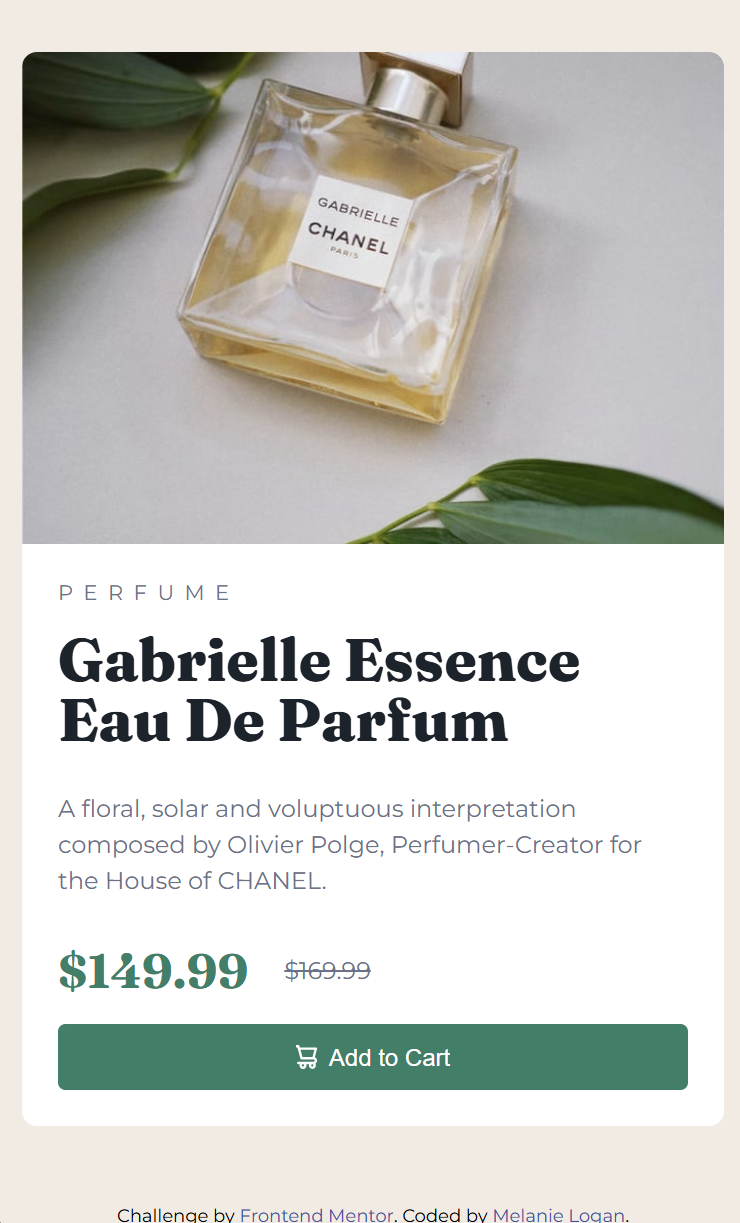 GABRIELLE
CHANEL
PARIS
PERFUME
Gabrielle Essence
Eau De Parfum
A floral, solar and voluptuous interpretation
composed by Olivier Polge, Perfumer-Creator for
the House of CHANEL.
$149.99 $169.99
Add to Cart
Challenge by Frontend Mentor. Coded by Melanie Logan.